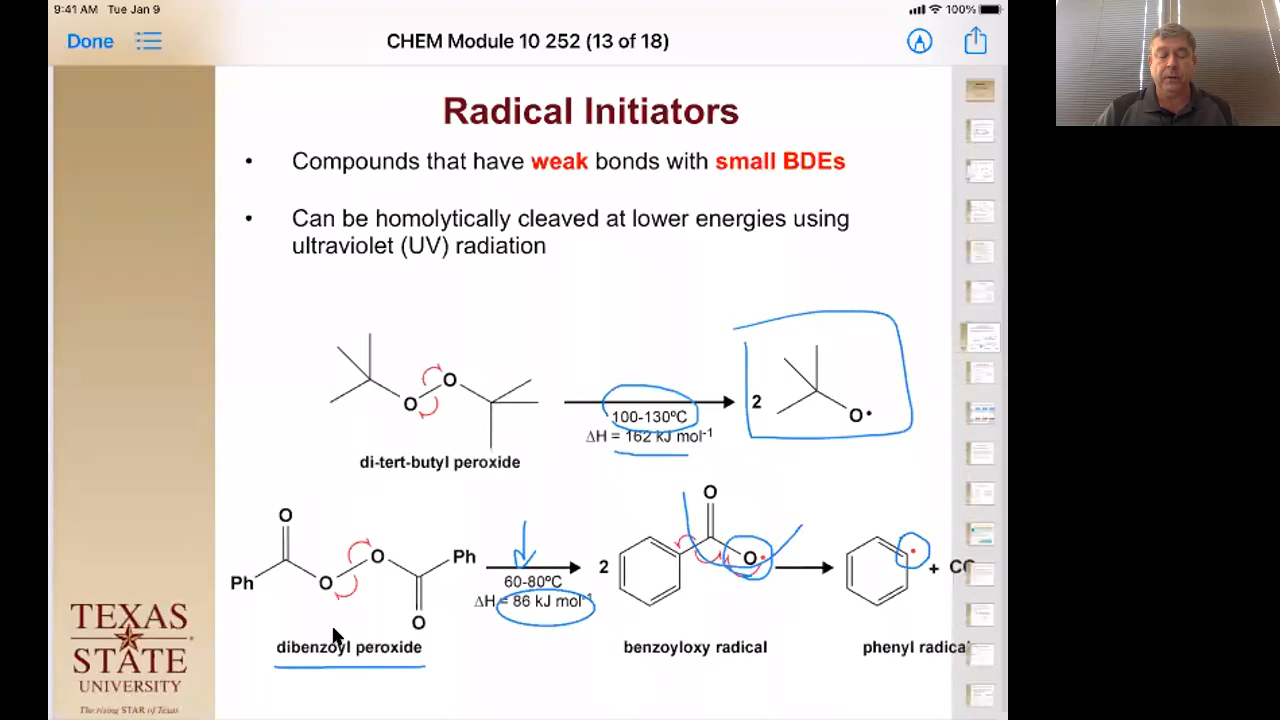 9:41 AM Tue Jan 9
100%
Done
CHEM Module 10 252 (13 of 18)
Radical Initiators
• Compounds that have weak bonds with small BDEs
• Can be homolytically cleaved at lower energies using
ultraviolet (UV) radiation
O O
100-130ºC
ΔH = 162 kJ mol-1
2
O•
di-tert-butyl peroxide
O
Ph O O Ph
O
60-80ºC
ΔH = 86 kJ mol-1
2
O
O•
+
dibenzoyl peroxide
benzoyloxy radical
phenyl radica
TEXAS
STATE
UNIVERSITY
The rising STAR of Texas